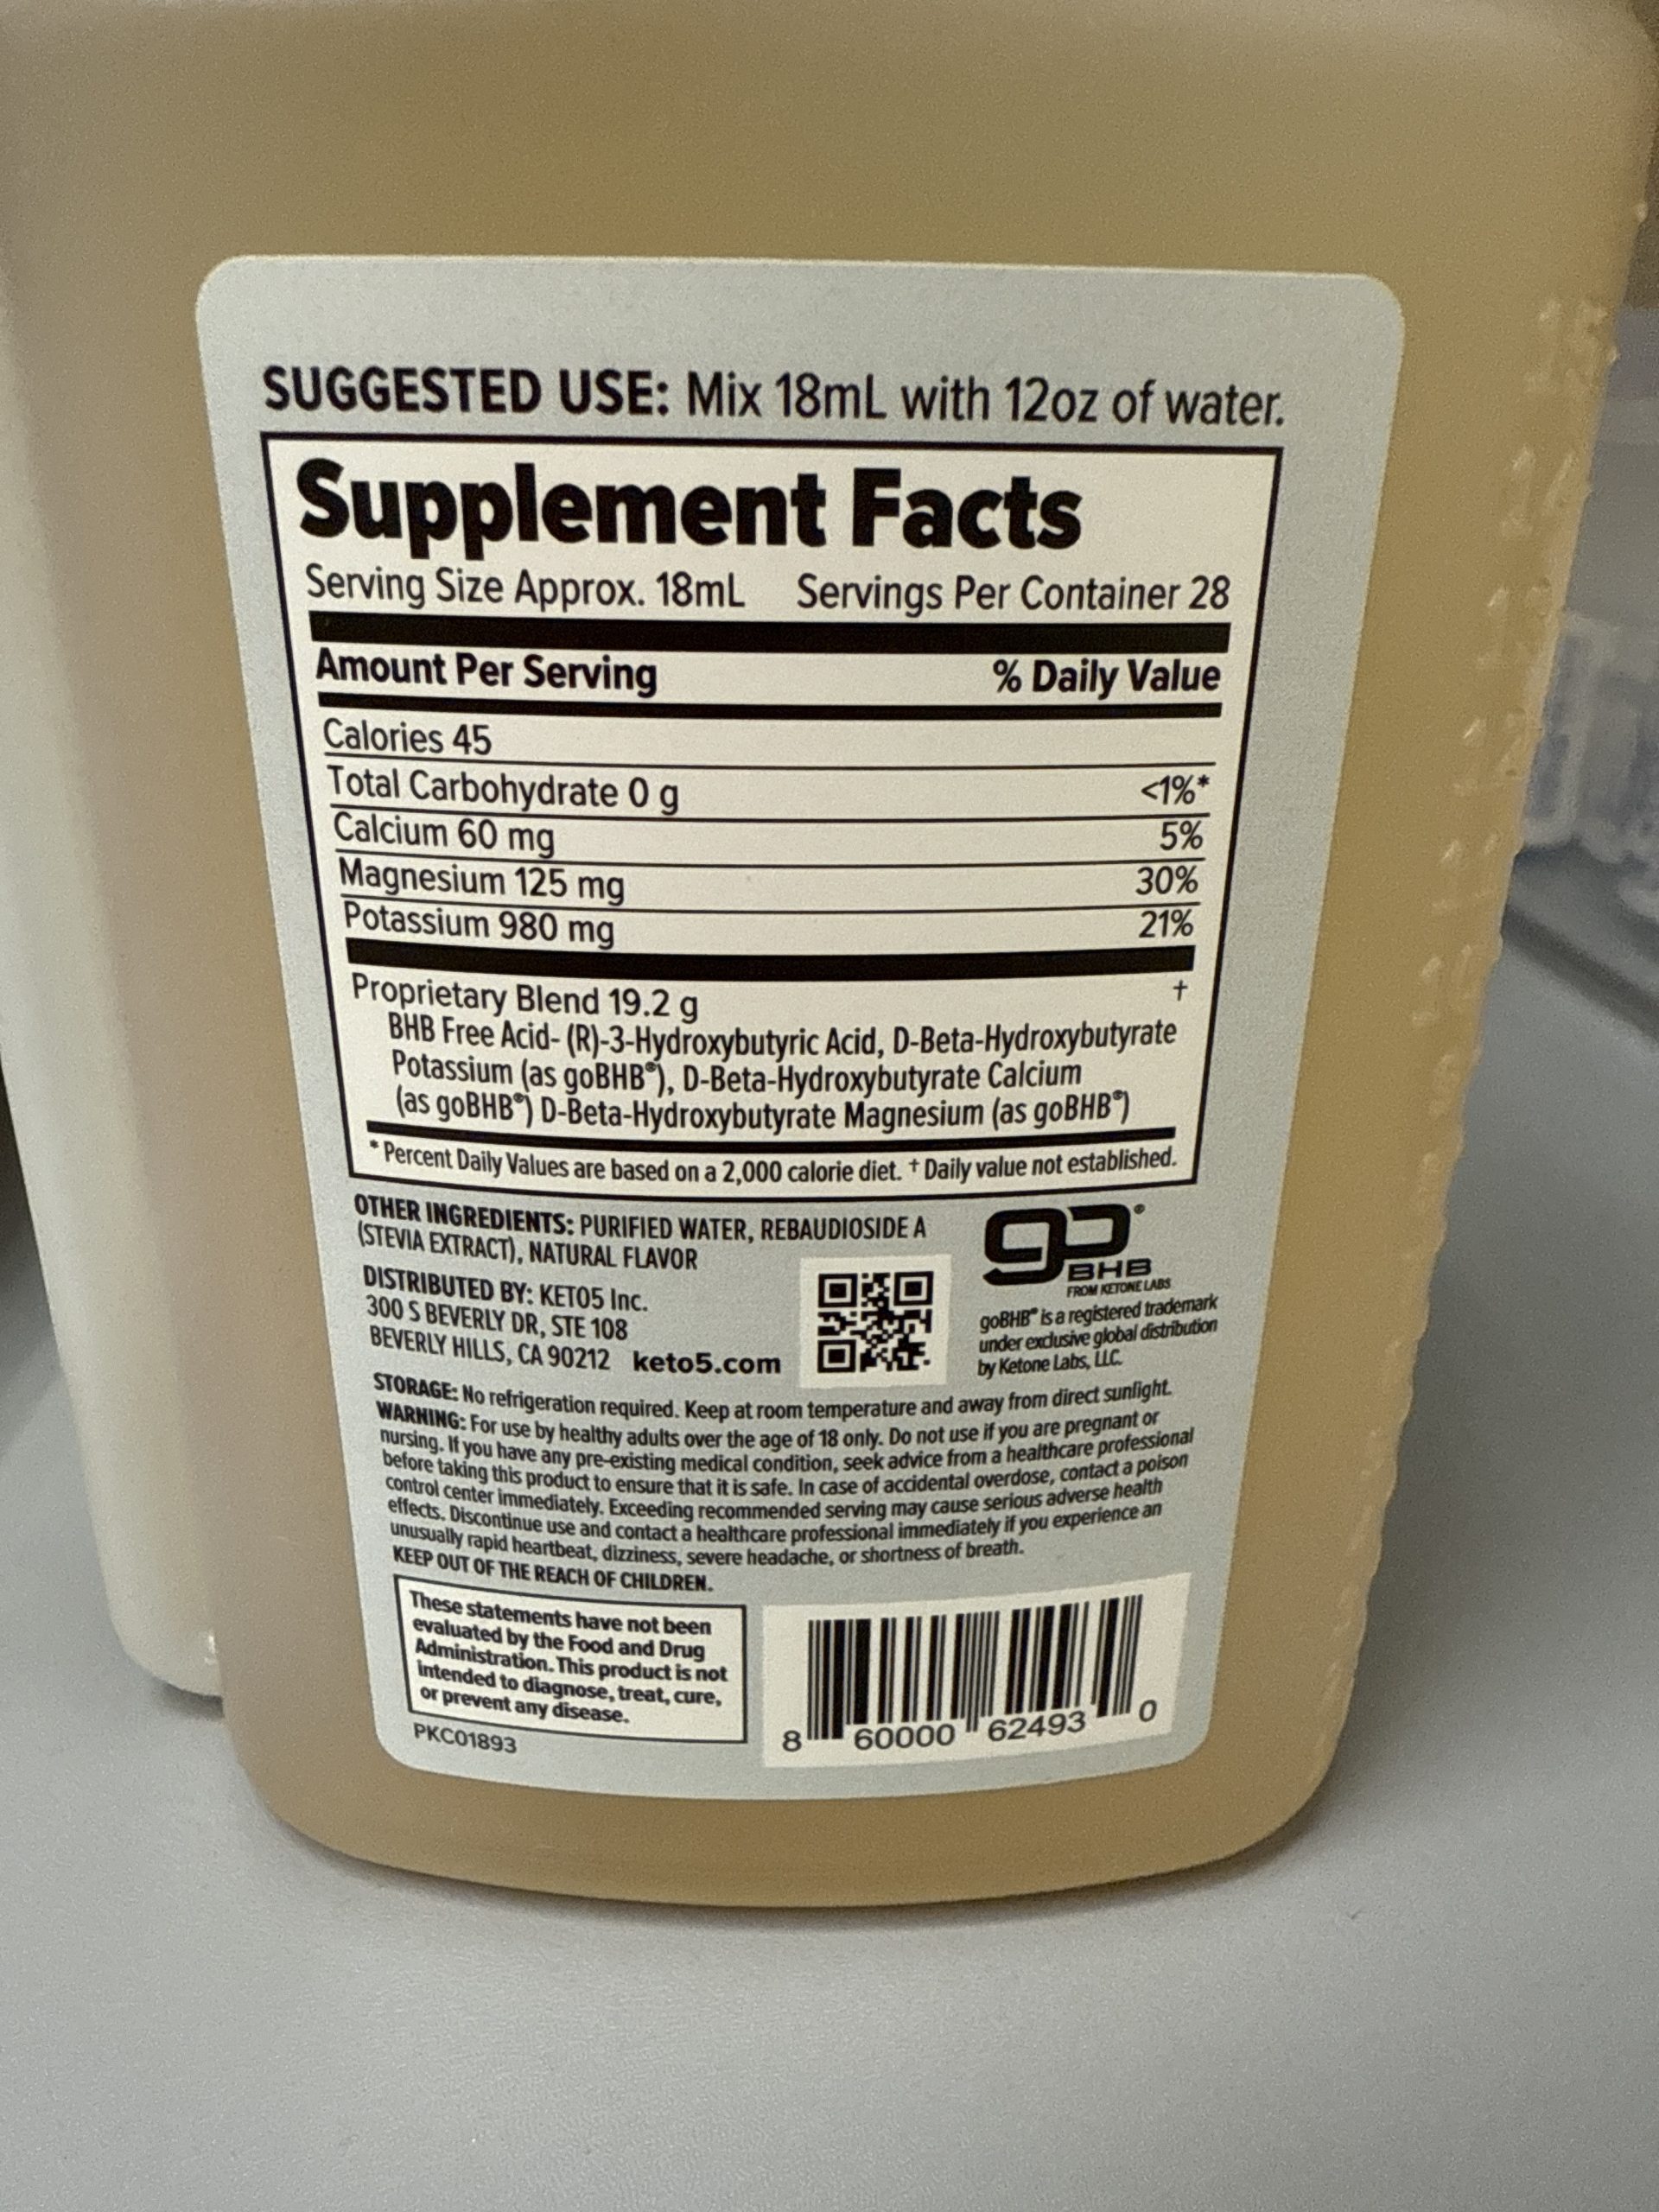 SUGGESTED USE: Mix 18mL with 12oz of water.
Supplement Facts
Serving Size Approx. 18mL Servings Per Container 28
Amount Per Serving % Daily Value
Calories 45
Total Carbohydrate 0 g <1%*
Calcium 60 mg 5%
Magnesium 125 mg 30%
Potassium 980 mg 21%
Proprietary Blend 19.2 g †
BHB Free Acid- (R)-3-Hydroxybutyric Acid, D-Beta-Hydroxybutyrate
Potassium (as goBHB®), D-Beta-Hydroxybutyrate Calcium
(as goBHB®) D-Beta-Hydroxybutyrate Magnesium (as goBHB®)
* Percent Daily Values are based on a 2,000 calorie diet. † Daily value not established.
OTHER INGREDIENTS: PURIFIED WATER, REBAUDIOSIDE A
(STEVIA EXTRACT), NATURAL FLAVOR
DISTRIBUTED BY: KETO5 Inc.
300 S BEVERLY DR, STE 108
BEVERLY HILLS, CA 90212 keto5.com
go®
BHB
FROM KETONE LABS
goBHB® is a registered trademark
under exclusive global distribution
by Ketone Labs, LLC.
STORAGE: No refrigeration required. Keep at room temperature and away from direct sunlight.
WARNING: For use by healthy adults over the age of 18 only. Do not use if you are pregnant or
nursing. If you have any pre-existing medical condition, seek advice from a healthcare professional
before taking this product to ensure that it is safe. In case of accidental overdose, contact a poison
control center immediately. Exceeding recommended serving may cause serious adverse health
effects. Discontinue use and contact a healthcare professional immediately if you experience an
unusually rapid heartbeat, dizziness, severe headache, or shortness of breath.
KEEP OUT OF THE REACH OF CHILDREN.
These statements have not been
evaluated by the Food and Drug
Administration. This product is not
intended to diagnose, treat, cure,
or prevent any disease.
PKC01893
8 60000 62493 0
15
14
13
12
11
10